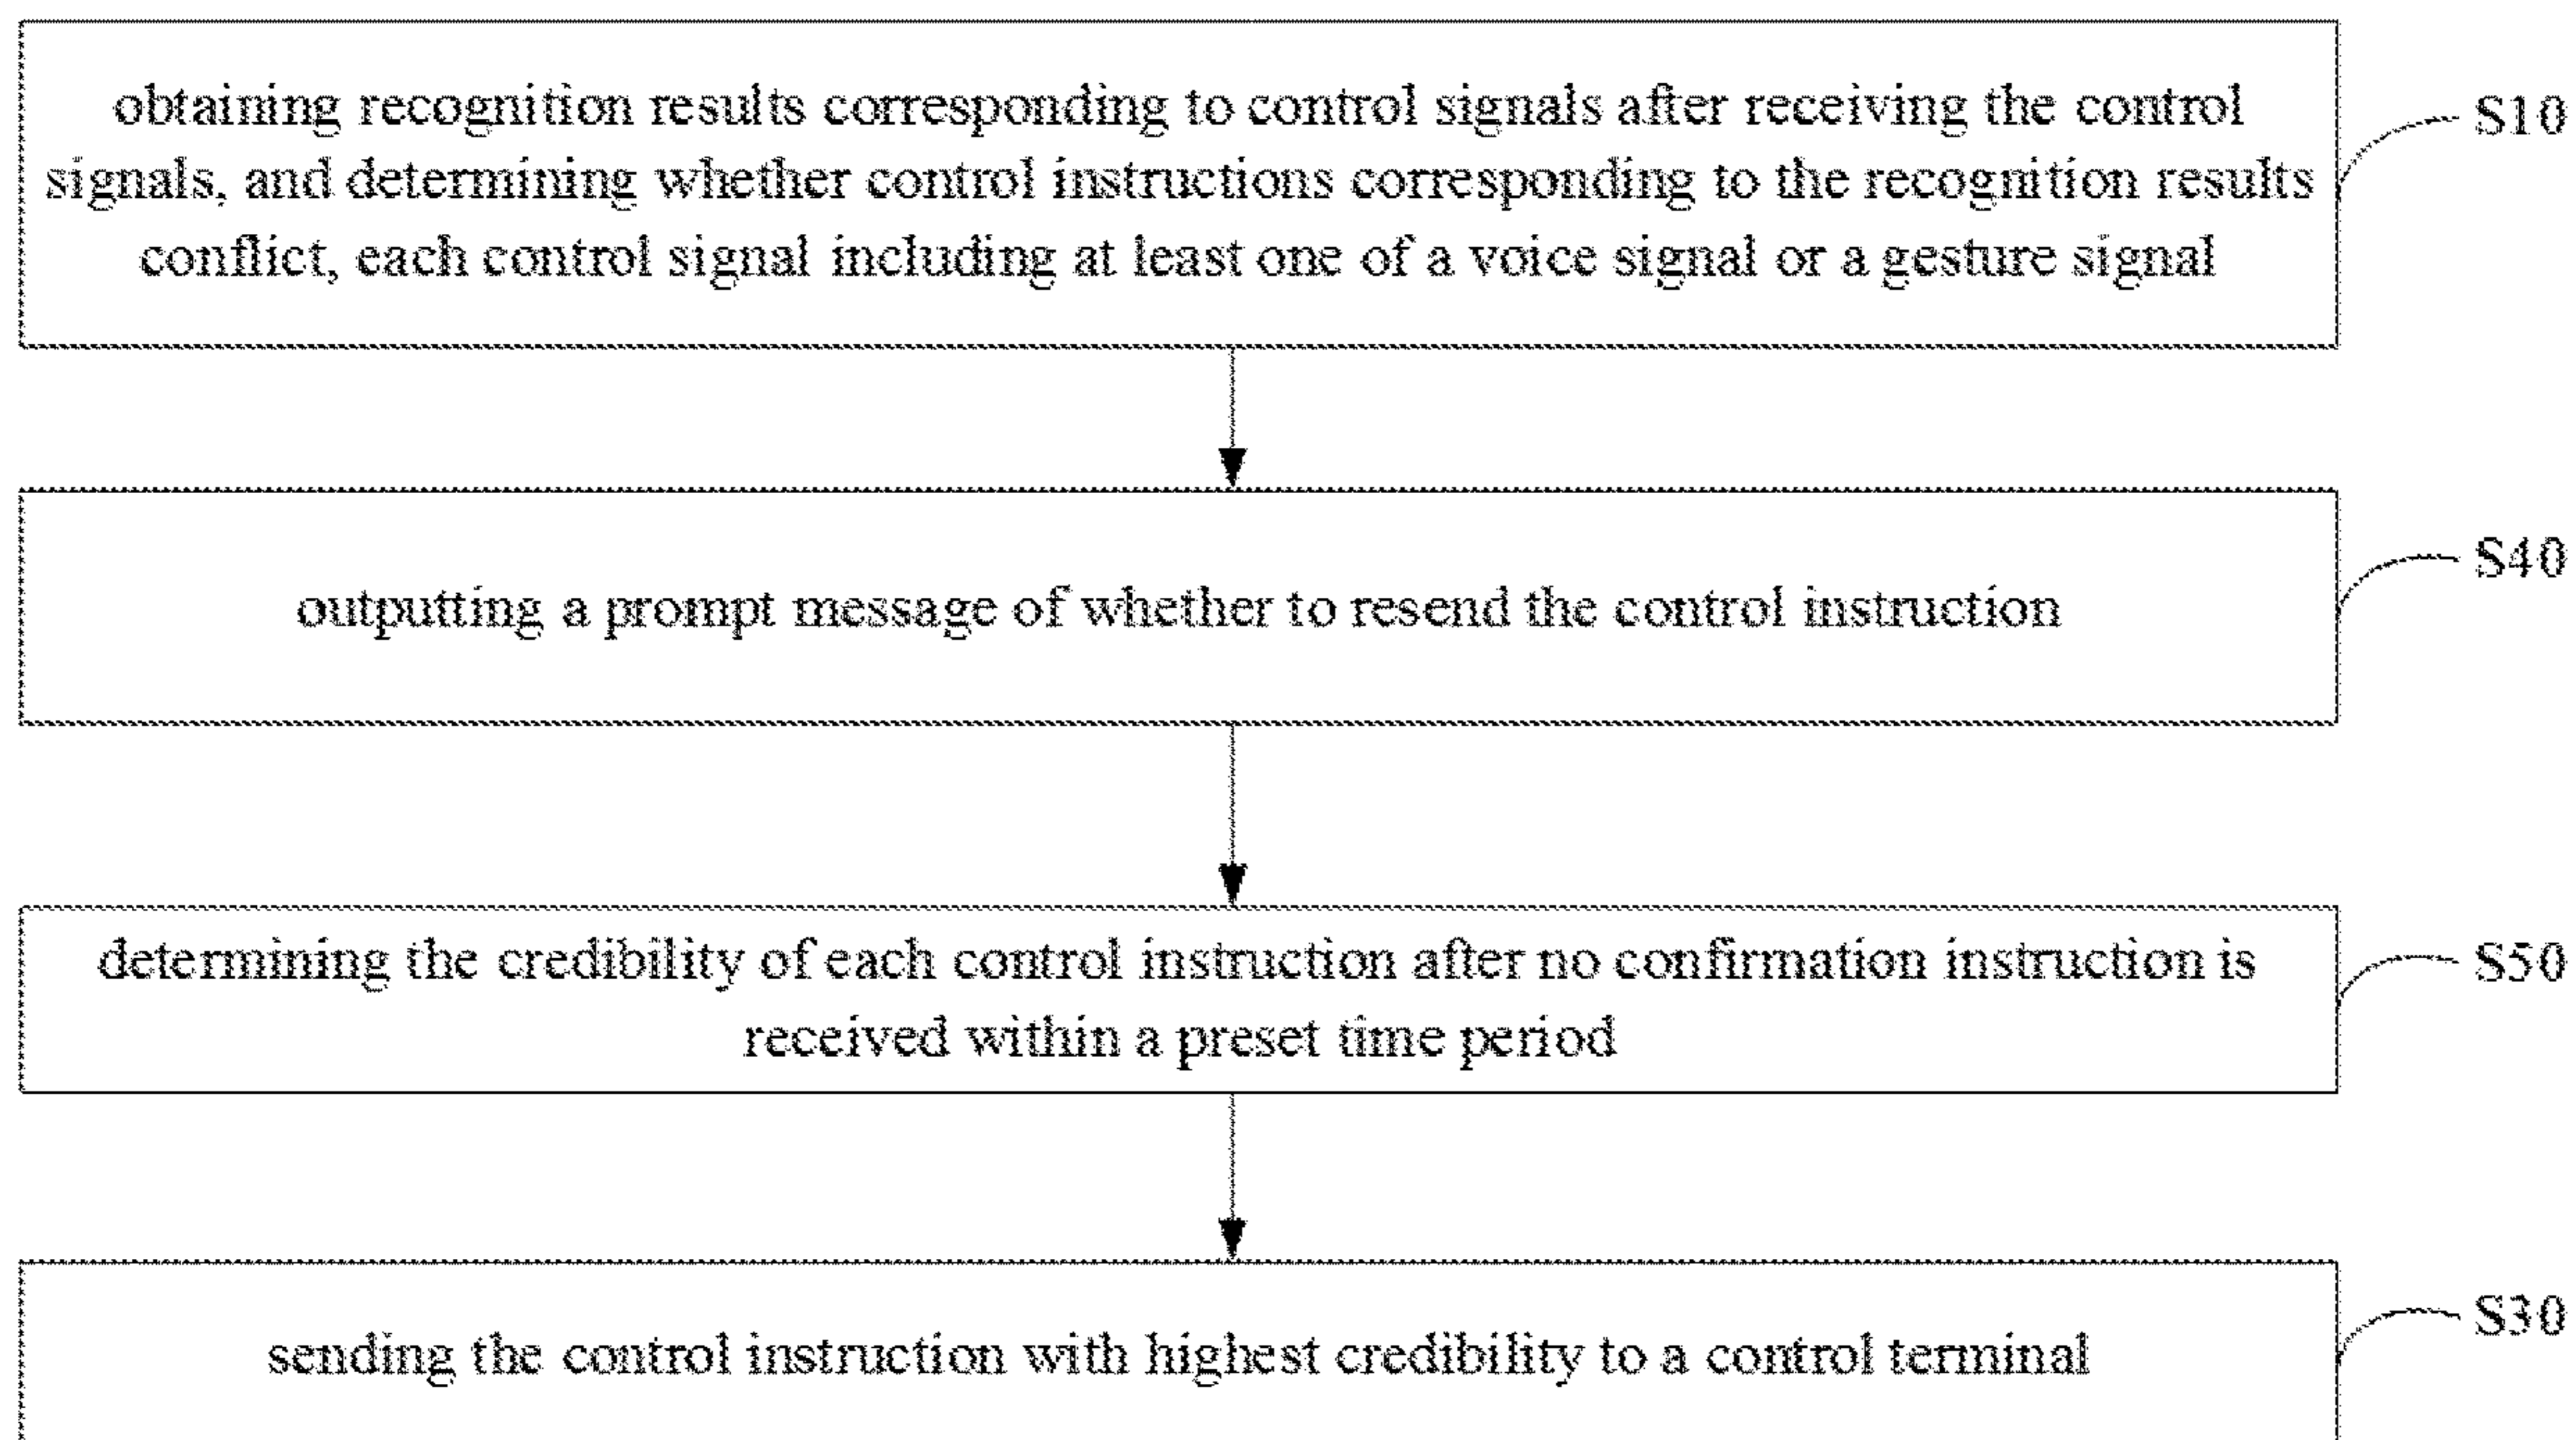 obtaining recognition results corresponding to control signals after receiving the control
signals, and determining whether control instructions corresponding to the recognition results
conflict, each control signal including at least one of a voice signal or a gesture signal
S10
outputting a prompt message of whether to resend the control instruction
S40
determining the credibility of each control instruction after no confirmation instruction is
received within a preset time period
S50
sending the control instruction with highest credibility to a control terminal
S30